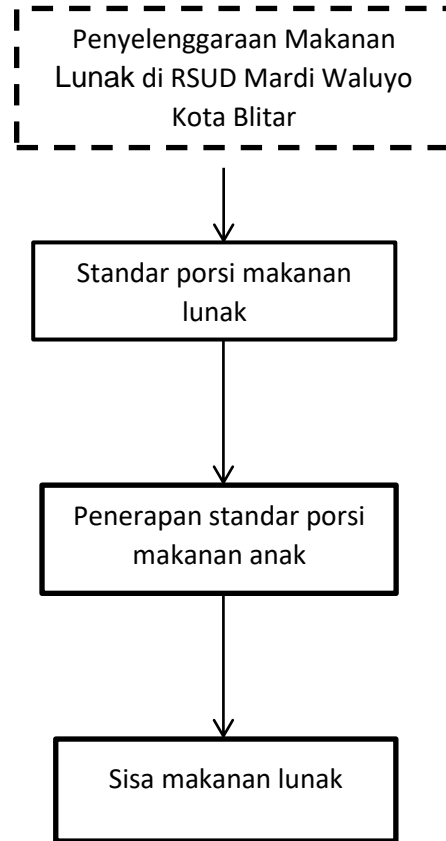 Penyelenggaraan Makanan
Lunak di RSUD Mardi Waluyo
Kota Blitar
Standar porsi makanan
lunak
Penerapan standar porsi
makanan anak
Sisa makanan lunak